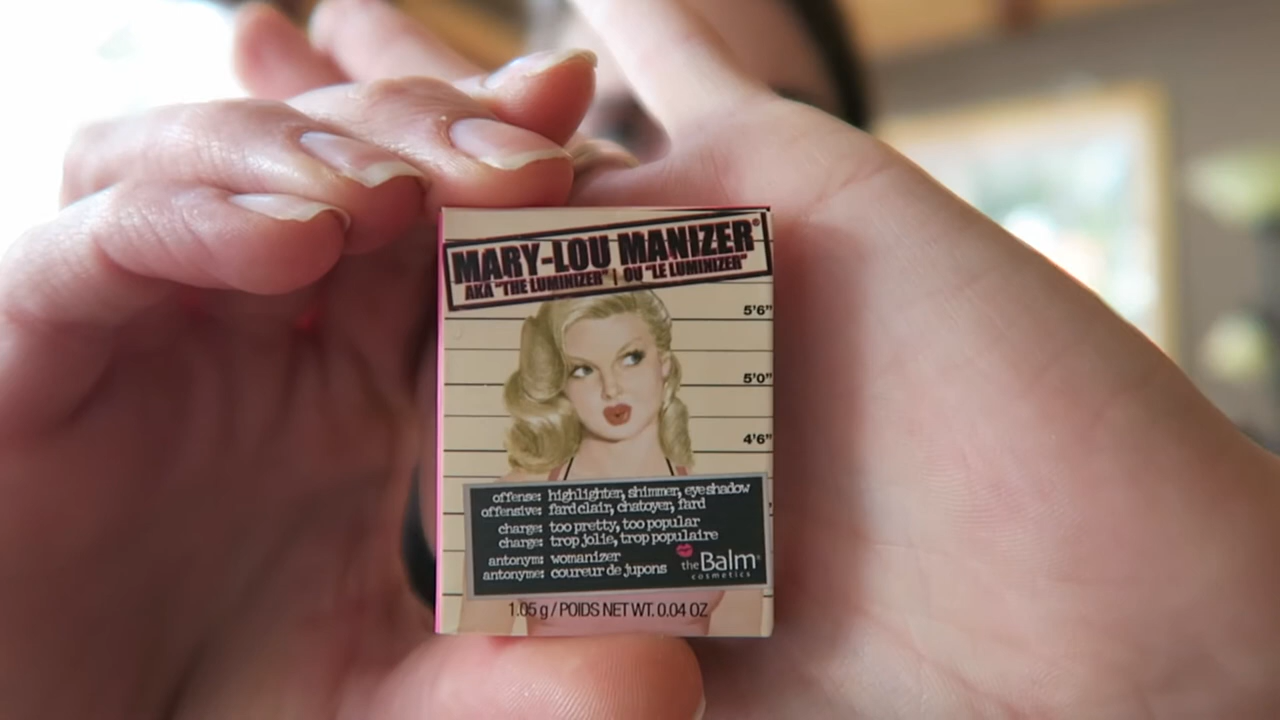 MARY-LOU MANIZER®
AKA "THE LUMINIZER" | OU "LE LUMINIZER"
5'6"
5'0"
4'6"
offense: highlighter, shimmer, eyeshadow
offensive: fard clair, chatoyer, fard
charge: too pretty, too popular
charge: trop jolie, trop populaire
antonym: womanizer
antonyme: coureur de jupons
theBalm®
cosmetics
1.05 g / POIDS NET WT. 0.04 OZ